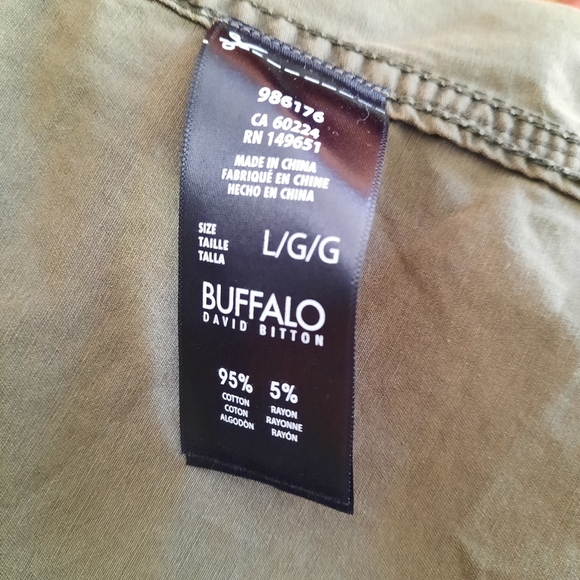 986176
CA 60224
RN 149651
MADE IN CHINA
FABRIQUÉ EN CHINE
HECHO EN CHINA
SIZE
TAILLE
TALLA
L/G/G
BUFFALO
DAVID BITTON
95% 5%
COTTON RAYON
COTON RAYONNE
ALGODÓN RAYÓN